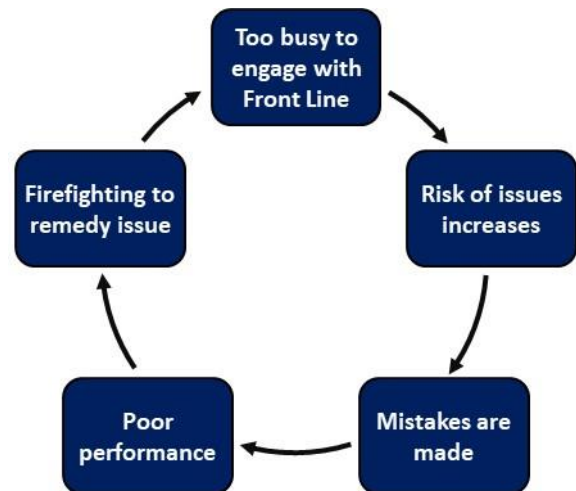 Too busy to
engage with
Front Line
Risk of issues
increases
Mistakes are
made
Poor
performance
Firefighting to
remedy issue